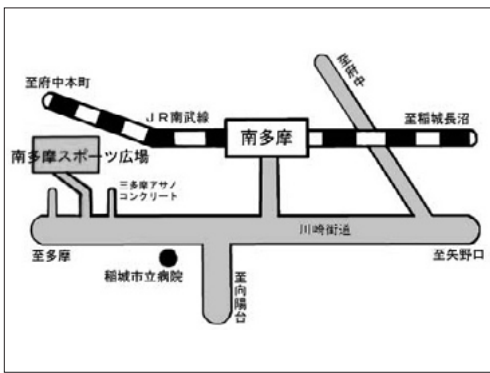 至府中
至府中本町
JR南武線
至稲城長沼
南多摩
南多摩スポーツ広場
三多摩アサノ
コンクリート
川崎街道
至多摩
至矢野口
稲城市立病院
至向陽台